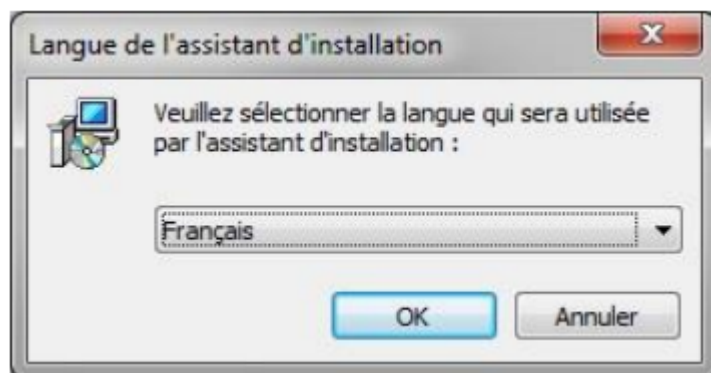 Langue de l'assistant d'installation
Veuillez sélectionner la langue qui sera utilisée
par l'assistant d'installation :
Français
OK
Annuler